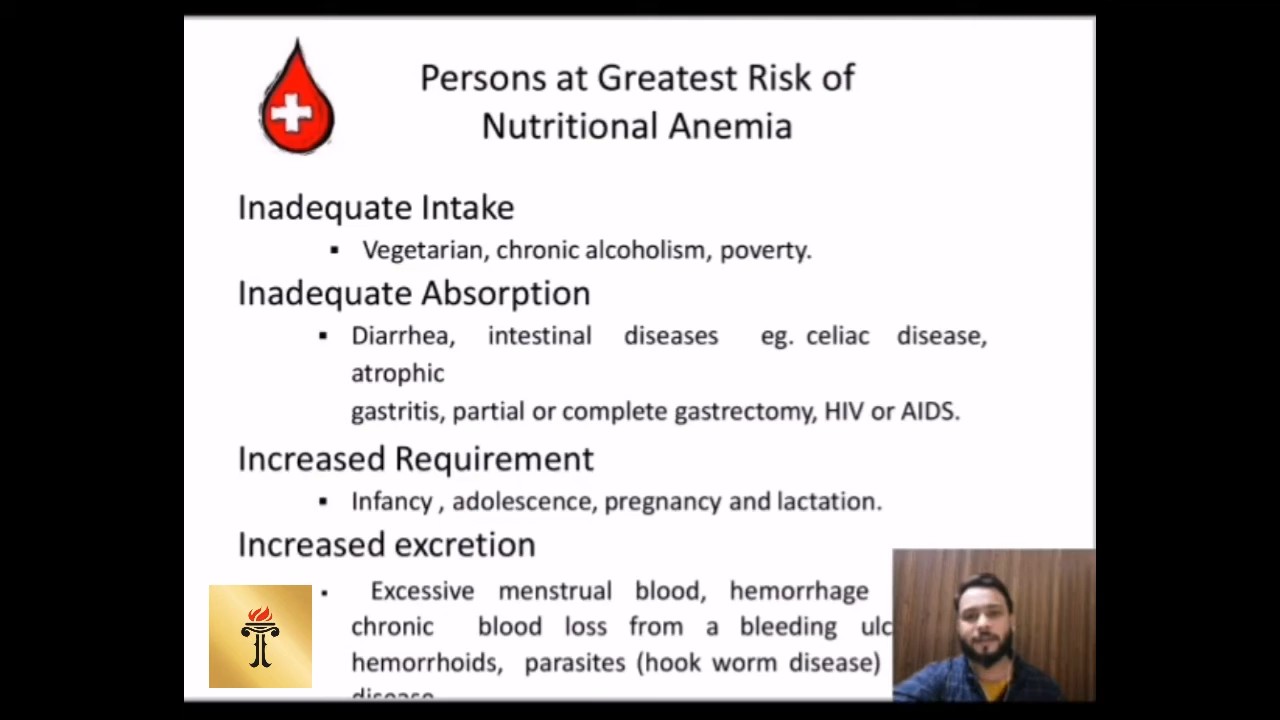 Persons at Greatest Risk of
Nutritional Anemia
Inadequate Intake
▪ Vegetarian, chronic alcoholism, poverty.
Inadequate Absorption
▪ Diarrhea, intestinal diseases eg. celiac disease,
atrophic
gastritis, partial or complete gastrectomy, HIV or AIDS.
Increased Requirement
▪ Infancy , adolescence, pregnancy and lactation.
Increased excretion
▪ Excessive menstrual blood, hemorrhage
chronic blood loss from a bleeding ulc
hemorrhoids, parasites (hook worm disease)
disease